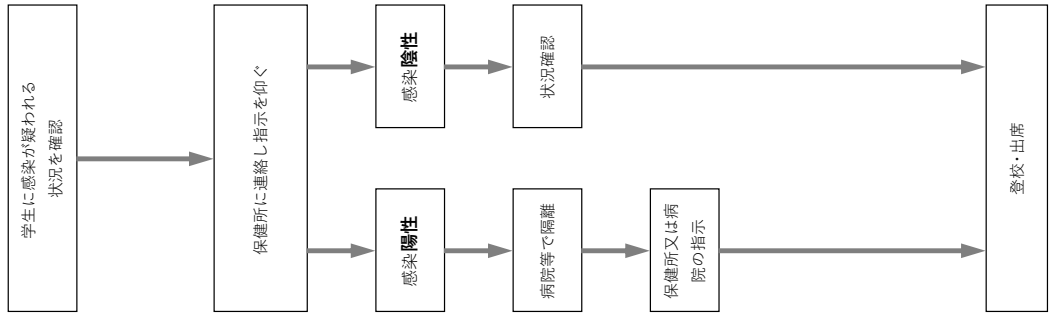 学生に感染が疑われる
状況を確認
保健所に連絡し指示を仰ぐ
感染陰性
状況確認
感染陽性
病院等で隔離
保健所又は病
院の指示
登校・出席